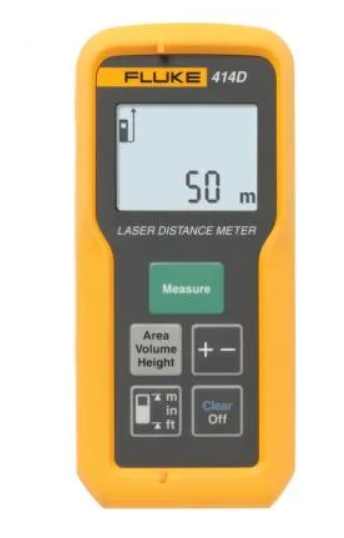 FLUKE 414D
50 m
LASER DISTANCE METER
Measure
Area
Volume
Height
+ −
m
in
ft
Clear
Off